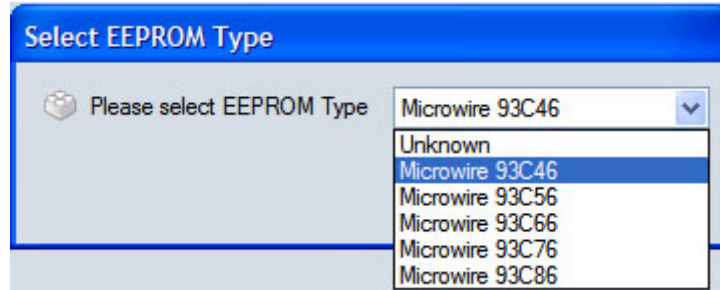 Select EEPROM Type
Please select EEPROM Type Microwire 93C46
Unknown
Microwire 93C46
Microwire 93C56
Microwire 93C66
Microwire 93C76
Microwire 93C86